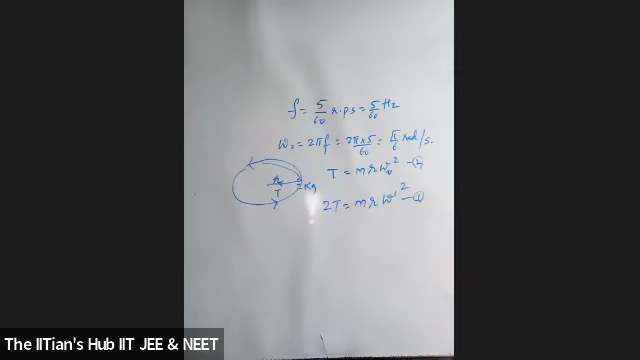 f = 5/60 r.p.s = 5/60 Hz
ω₀ = 2πf = 2π×5/60 = π/6 rad/s.
T = mrω₀² —②
r
T
Kg
2T = mrω'² —①
The IITian's Hub IIT JEE & NEET